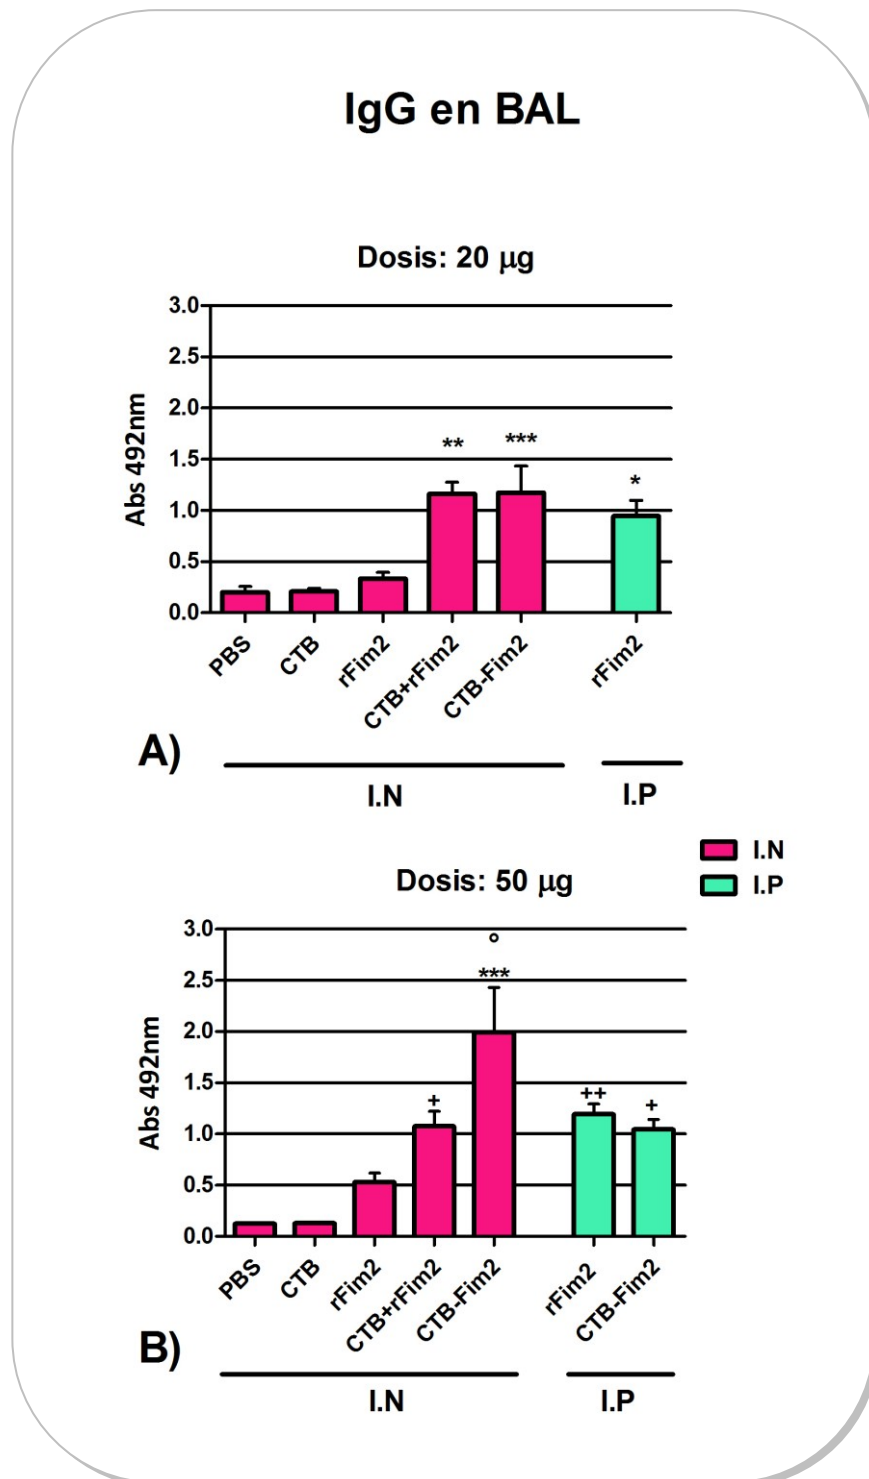 IgG en BAL
Dosis: 20 µg
Abs 492nm
3.0
2.5
2.0
1.5
1.0
0.5
0.0
** *** *
PBS CTB rFim2 CTB+rFim2 CTB-Fim2 rFim2
A)
I.N I.P
I.N
I.P
Dosis: 50 µg
Abs 492nm
3.0
2.5
2.0
1.5
1.0
0.5
0.0
°
***
+ ++ +
PBS CTB rFim2 CTB+rFim2 CTB-Fim2 rFim2 CTB-Fim2
B)
I.N I.P